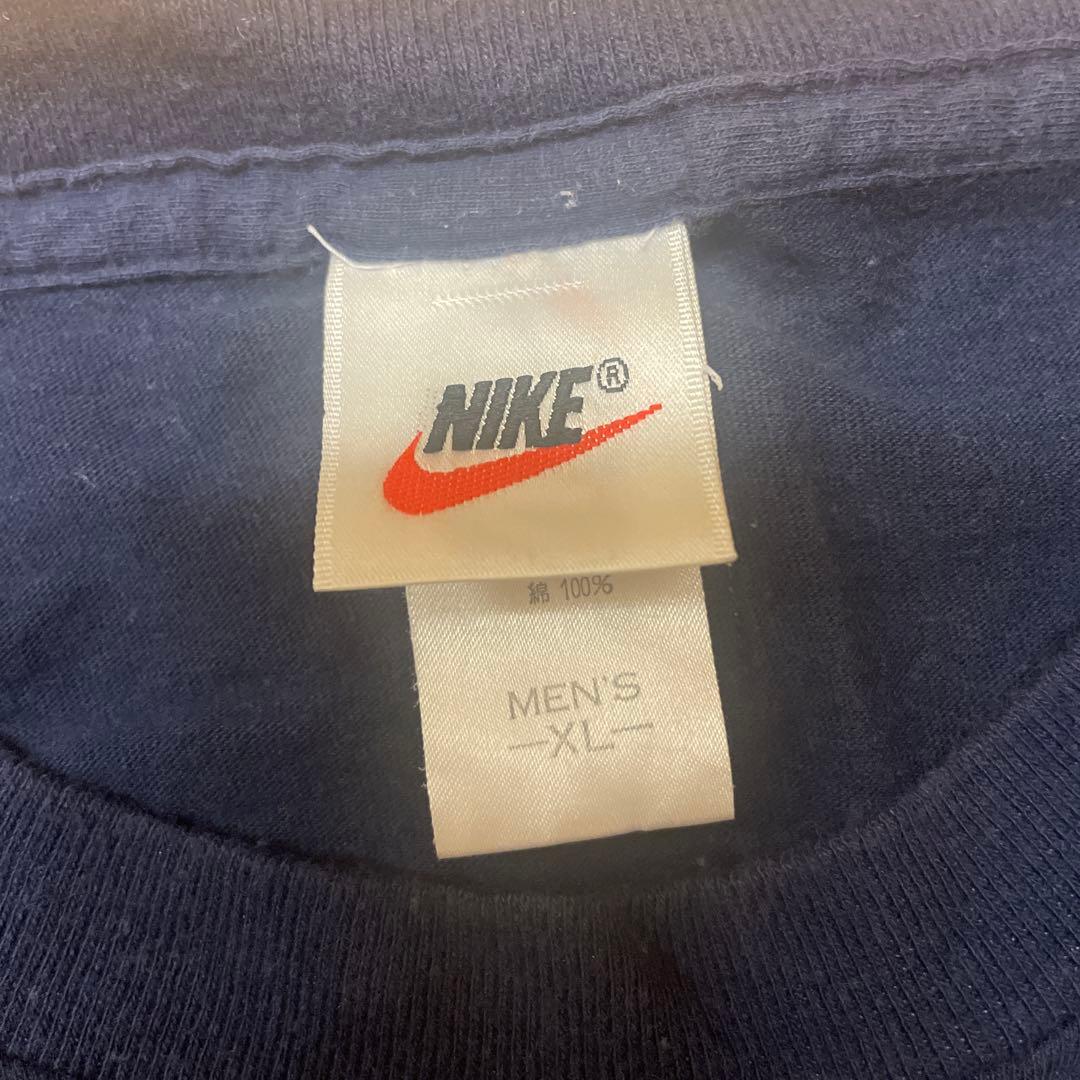 NIKE®
綿 100%
MEN'S
—XL—